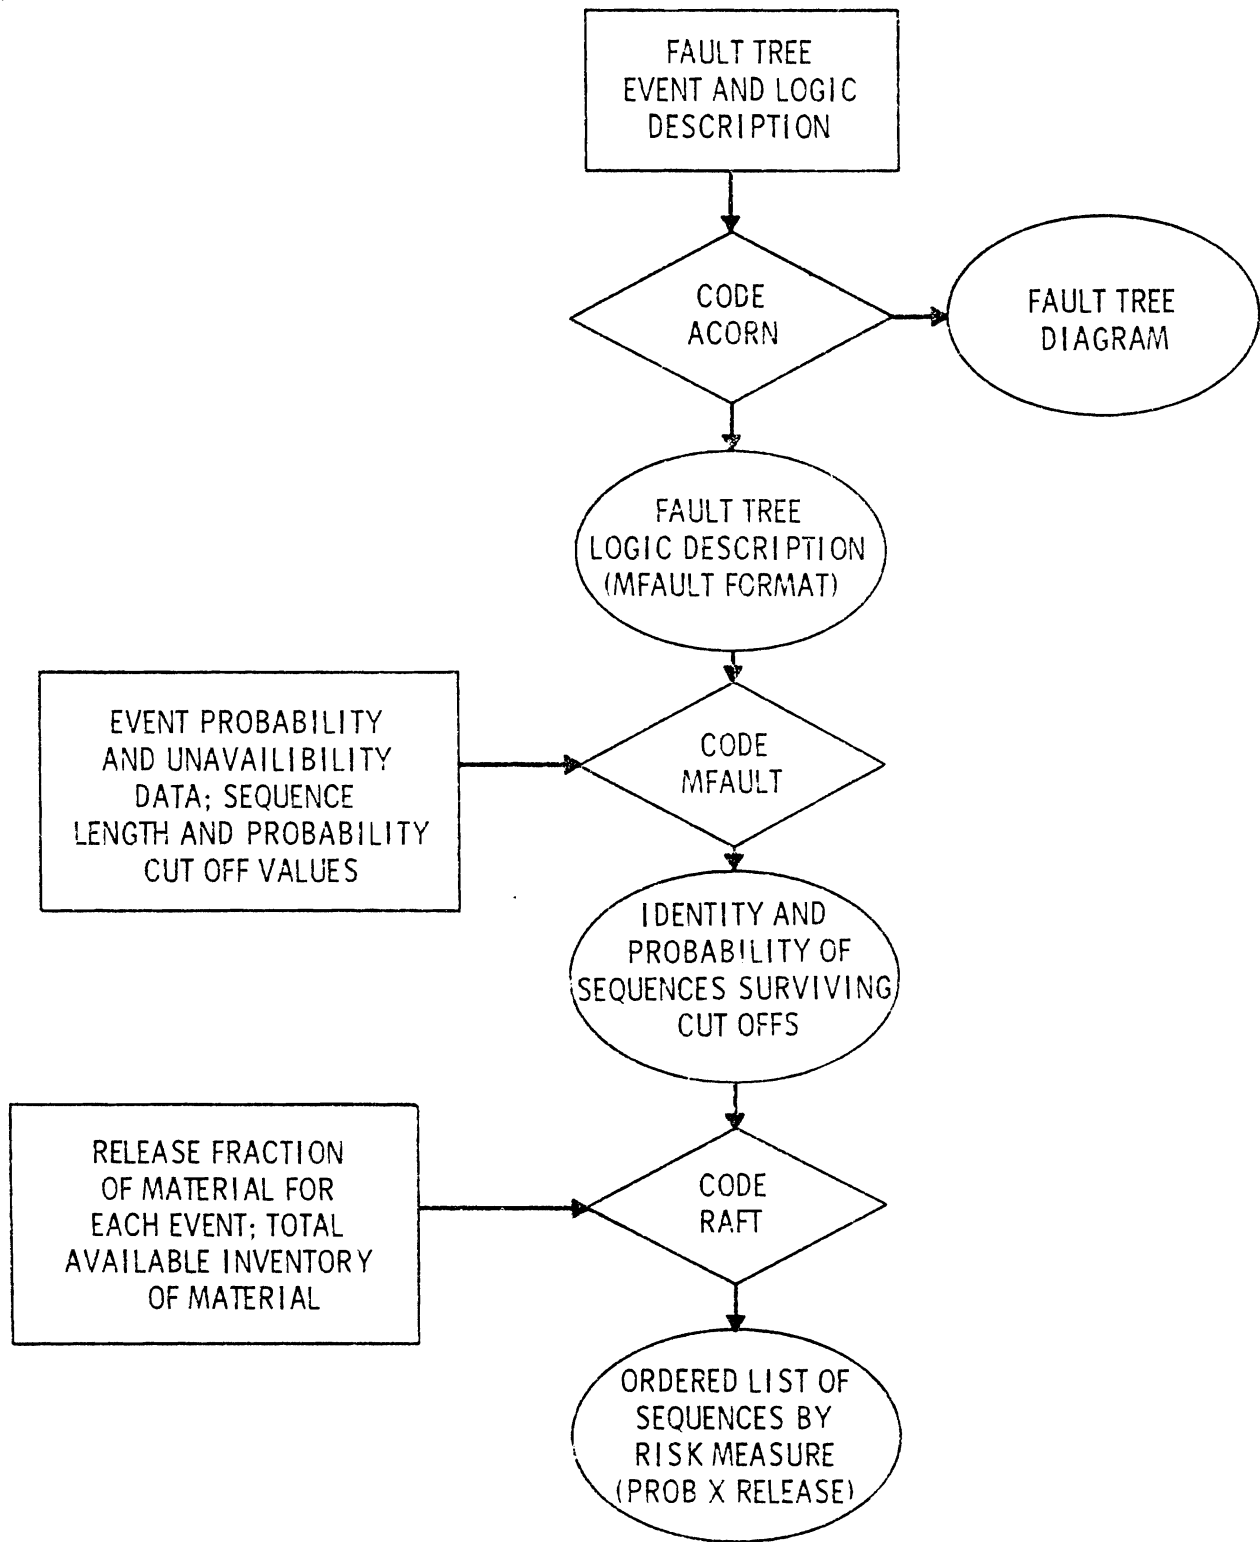 FAULT TREE
EVENT AND LOGIC
DESCRIPTION
CODE
ACORN
FAULT TREE
DIAGRAM
FAULT TREE
LOGIC DESCRIPTION
(MFAULT FORMAT)
EVENT PROBABILITY
AND UNAVAILIBILITY
DATA; SEQUENCE
LENGTH AND PROBABILITY
CUT OFF VALUES
CODE
MFAULT
IDENTITY AND
PROBABILITY OF
SEQUENCES SURVIVING
CUT OFFS
RELEASE FRACTION
OF MATERIAL FOR
EACH EVENT; TOTAL
AVAILABLE INVENTORY
OF MATERIAL
CODE
RAFT
ORDERED LIST OF
SEQUENCES BY
RISK MEASURE
(PROB X RELEASE)